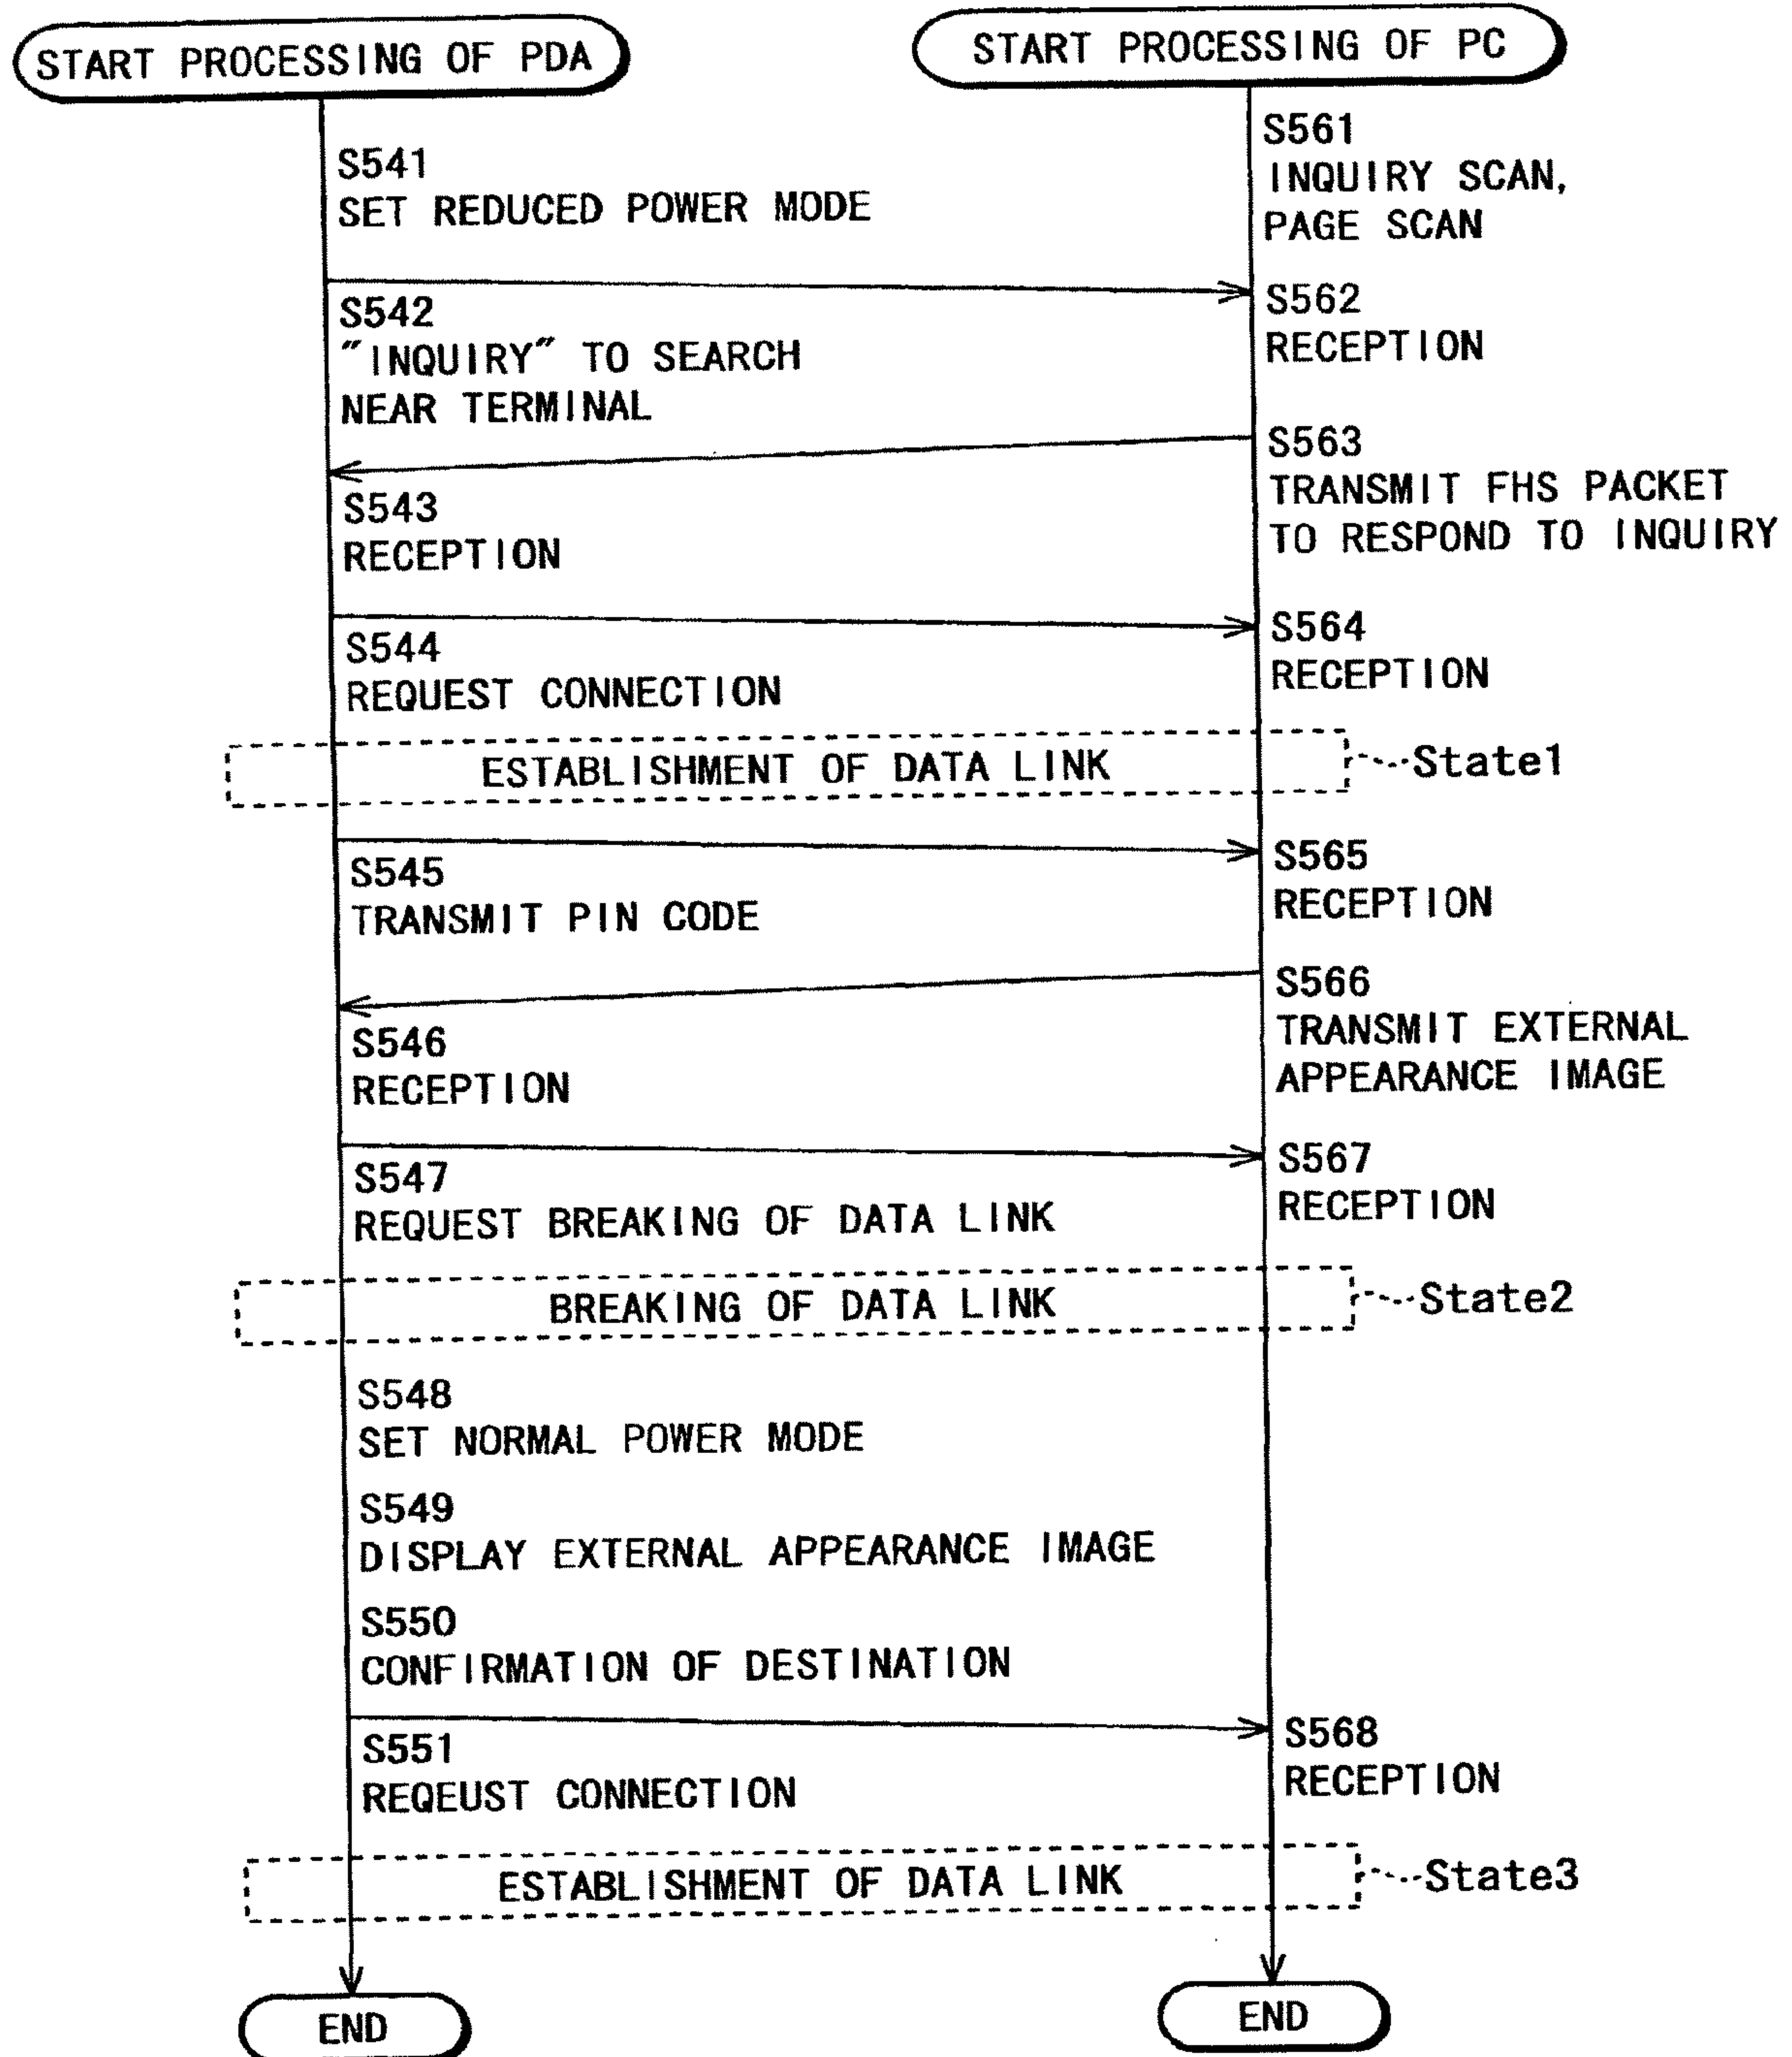 START PROCESSING OF PDA
START PROCESSING OF PC
S541
SET REDUCED POWER MODE
S561
INQUIRY SCAN,
PAGE SCAN
S542
"INQUIRY" TO SEARCH
NEAR TERMINAL
S562
RECEPTION
S563
TRANSMIT FHS PACKET
TO RESPOND TO INQUIRY
S543
RECEPTION
S544
REQUEST CONNECTION
S564
RECEPTION
ESTABLISHMENT OF DATA LINK
State1
S545
TRANSMIT PIN CODE
S565
RECEPTION
S566
TRANSMIT EXTERNAL
APPEARANCE IMAGE
S546
RECEPTION
S547
REQUEST BREAKING OF DATA LINK
S567
RECEPTION
BREAKING OF DATA LINK
State2
S548
SET NORMAL POWER MODE
S549
DISPLAY EXTERNAL APPEARANCE IMAGE
S550
CONFIRMATION OF DESTINATION
S551
REQEUST CONNECTION
S568
RECEPTION
ESTABLISHMENT OF DATA LINK
State3
END
END